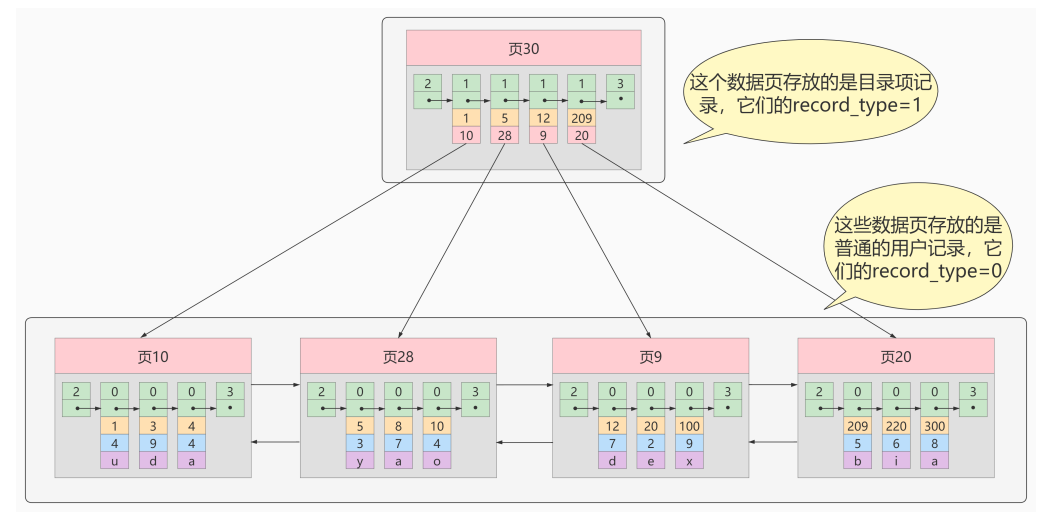 页30
2 1 1 1 1 3
1 5 12 209
10 28 9 20
这个数据页存放的是目录项记
录，它们的record_type=1
这些数据页存放的是
普通的用户记录，它
们的record_type=0
页10
2 0 0 0 3
1 3 4
4 9 4
u d a
页28
2 0 0 0 3
5 8 10
3 7 4
y a o
页9
2 0 0 0 3
12 20 100
7 2 9
d e x
页20
2 0 0 0 3
209 220 300
5 6 8
b i a